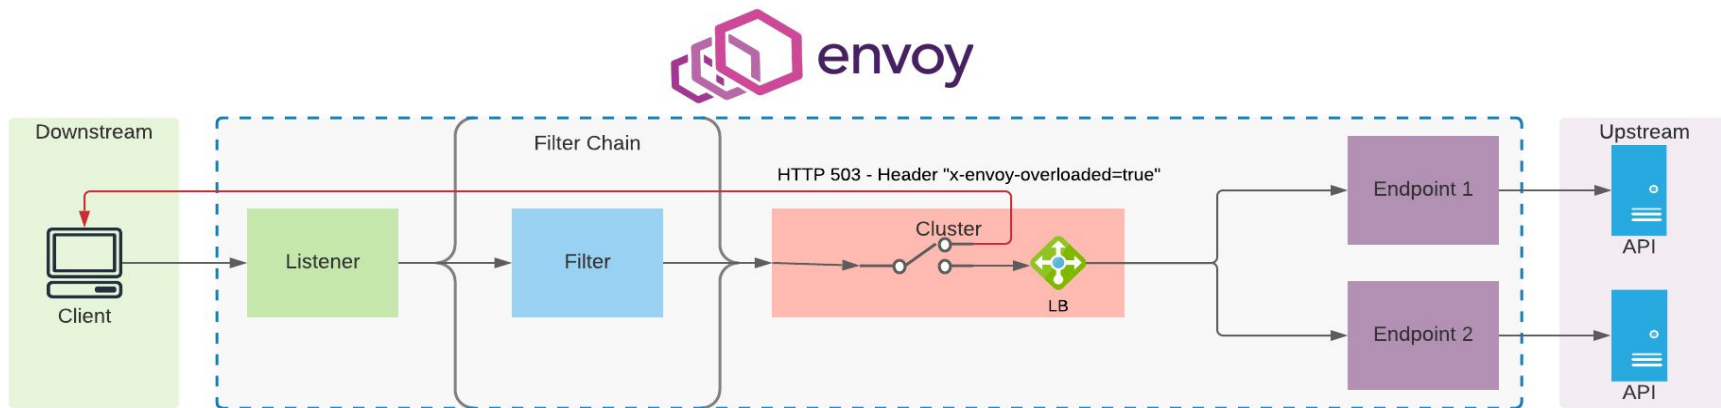 envoy
Downstream
Filter Chain
Upstream
HTTP 503 - Header "x-envoy-overloaded=true"
Endpoint 1
Cluster
Listener
Filter
API
LB
Client
Endpoint 2
API